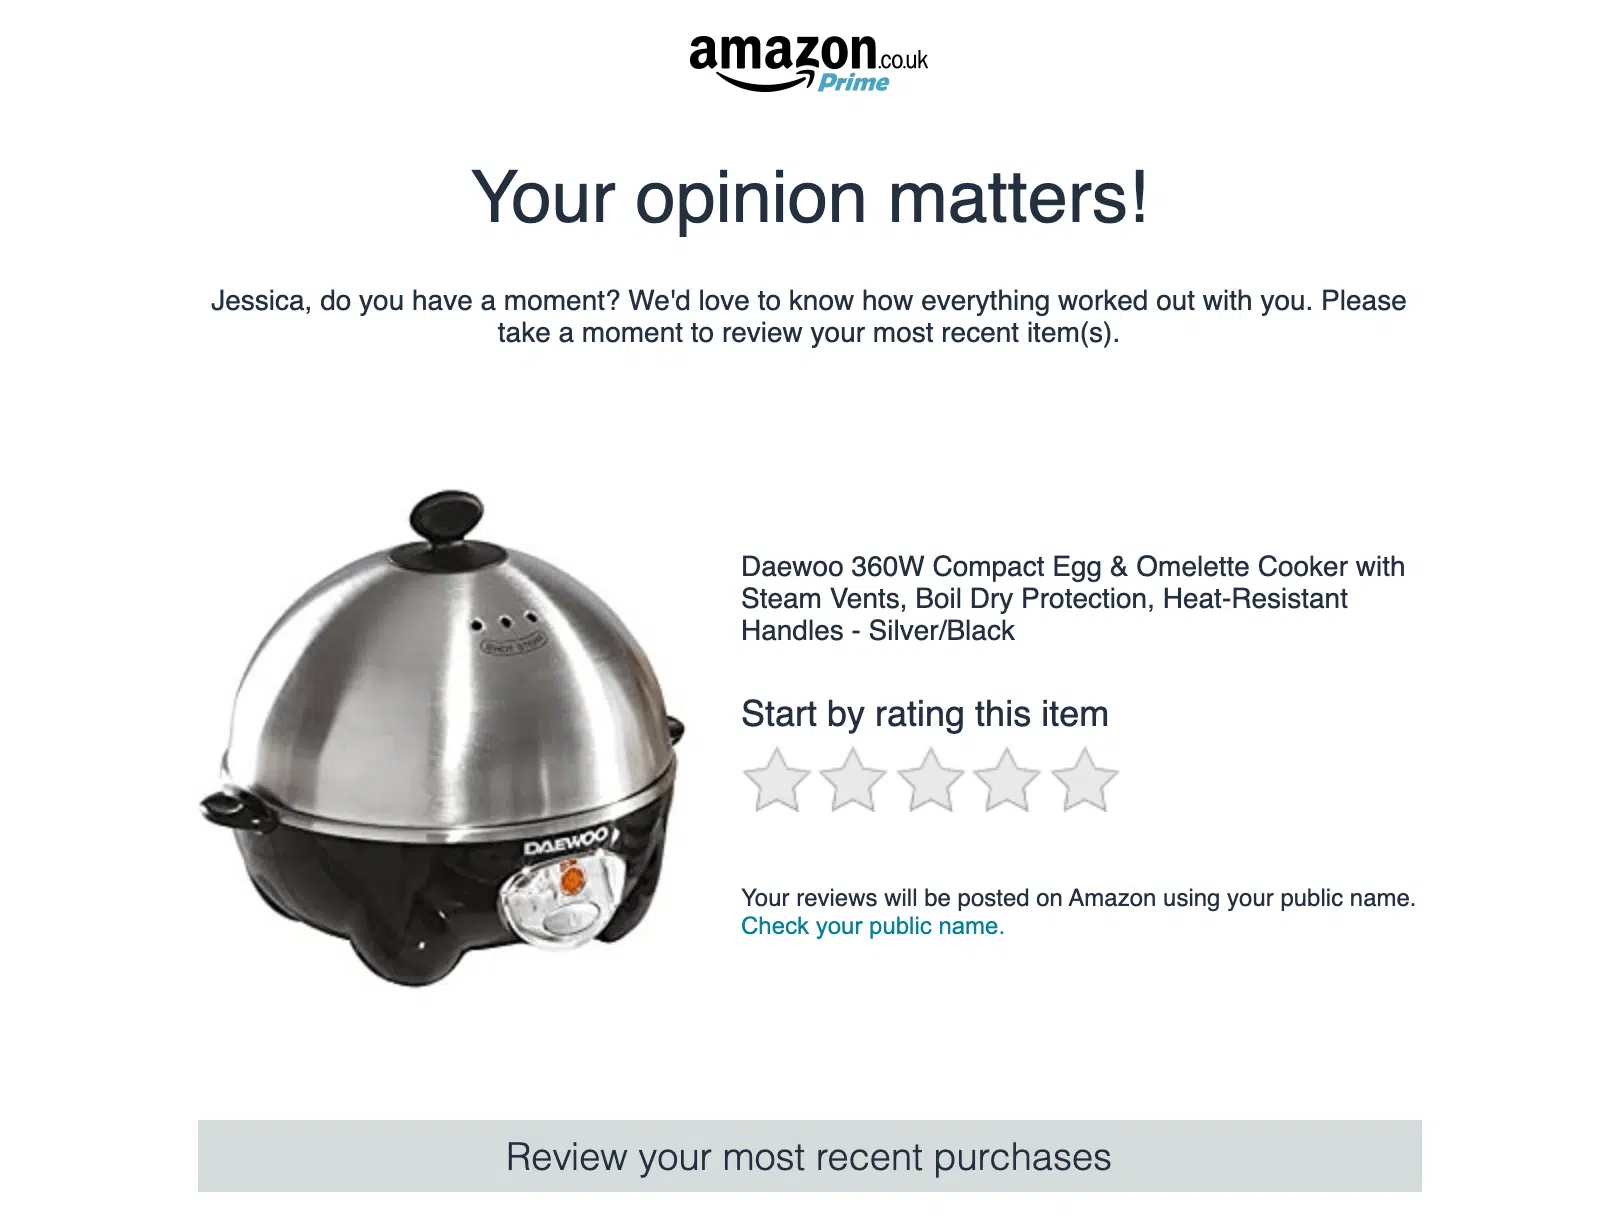 amazon.co.uk
Prime
Your opinion matters!
Jessica, do you have a moment? We'd love to know how everything worked out with you. Please
take a moment to review your most recent item(s).
HOT STEAM
Daewoo 360W Compact Egg & Omelette Cooker with
Steam Vents, Boil Dry Protection, Heat-Resistant
Handles - Silver/Black
Start by rating this item
DAEWOO
Your reviews will be posted on Amazon using your public name.
Check your public name.
Review your most recent purchases